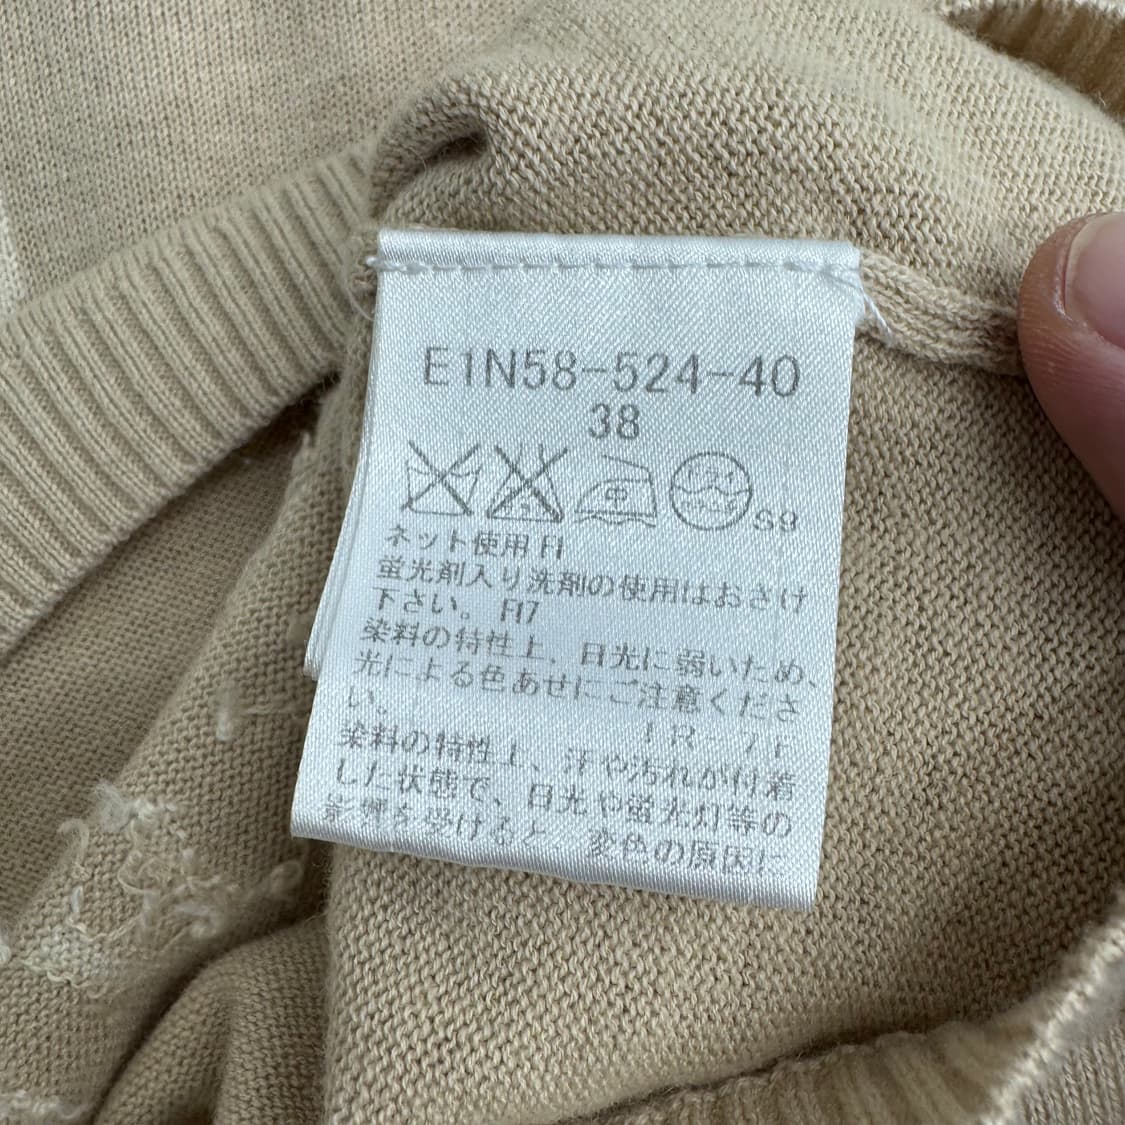 E1N58-524-40
38
中
ドライ
S9
ネット使用 FI
蛍光剤入り洗剤の使用はおさけ
下さい。 FI7
染料の特性上、日光に弱いため、
光による色あせにご注意くださ
い。
IR-7F
染料の特性上、汗や汚れが付着
した状態で、日光や蛍光灯等の
影響を受けると、変色の原因に